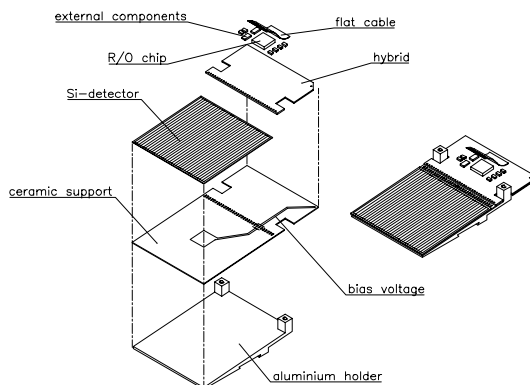 external components
flat cable
R/O chip
hybrid
Si-detector
ceramic support
bias voltage
aluminium holder